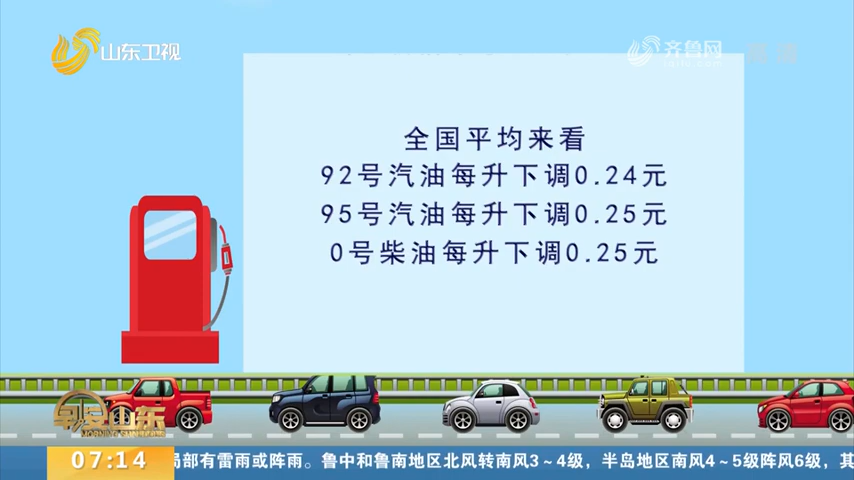 山东卫视
齐鲁网
全国平均来看
92号汽油每升下调0.24元
95号汽油每升下调0.25元
0号柴油每升下调0.25元
早安山东
MORNING SHANDONG
07:14
局部有雷雨或阵雨。鲁中和鲁南地区北风转南风3～4级，半岛地区南风4～5级阵风6级，其